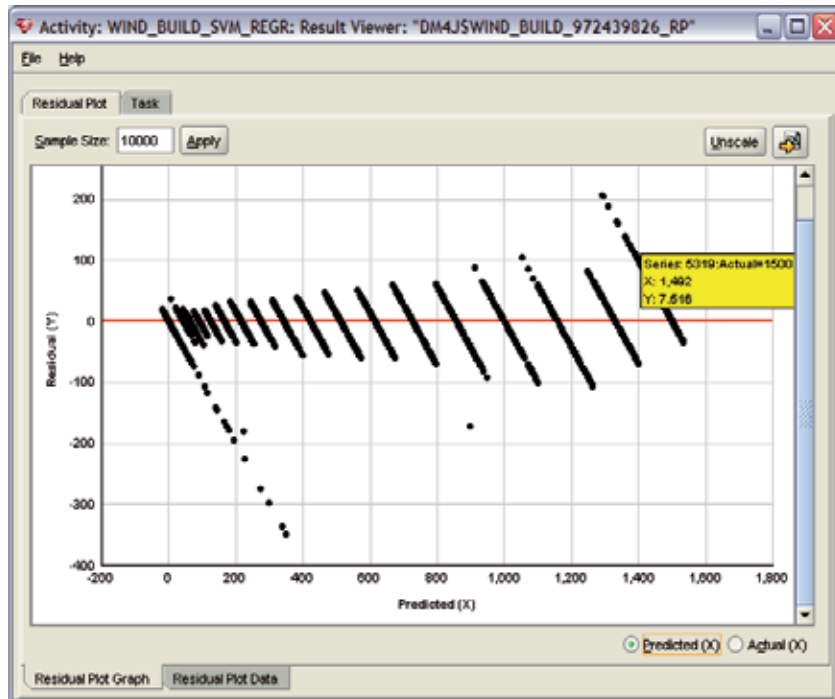 Activity: WIND_BUILD_SVM_REGR: Result Viewer: "DM4J$WIND_BUILD_972439826_RP"
File Help
Residual Plot Task
Sample Size: 10000 Apply Unscale
200
100
0
-100
-200
-300
-400
Residual (Y)
Series: 5319:Actual=1500
X: 1,492
Y: 7.516
-200 0 200 400 600 800 1,000 1,200 1,400 1,600 1,800
Predicted (X)
Predicted (X) Actual (X)
Residual Plot Graph Residual Plot Data